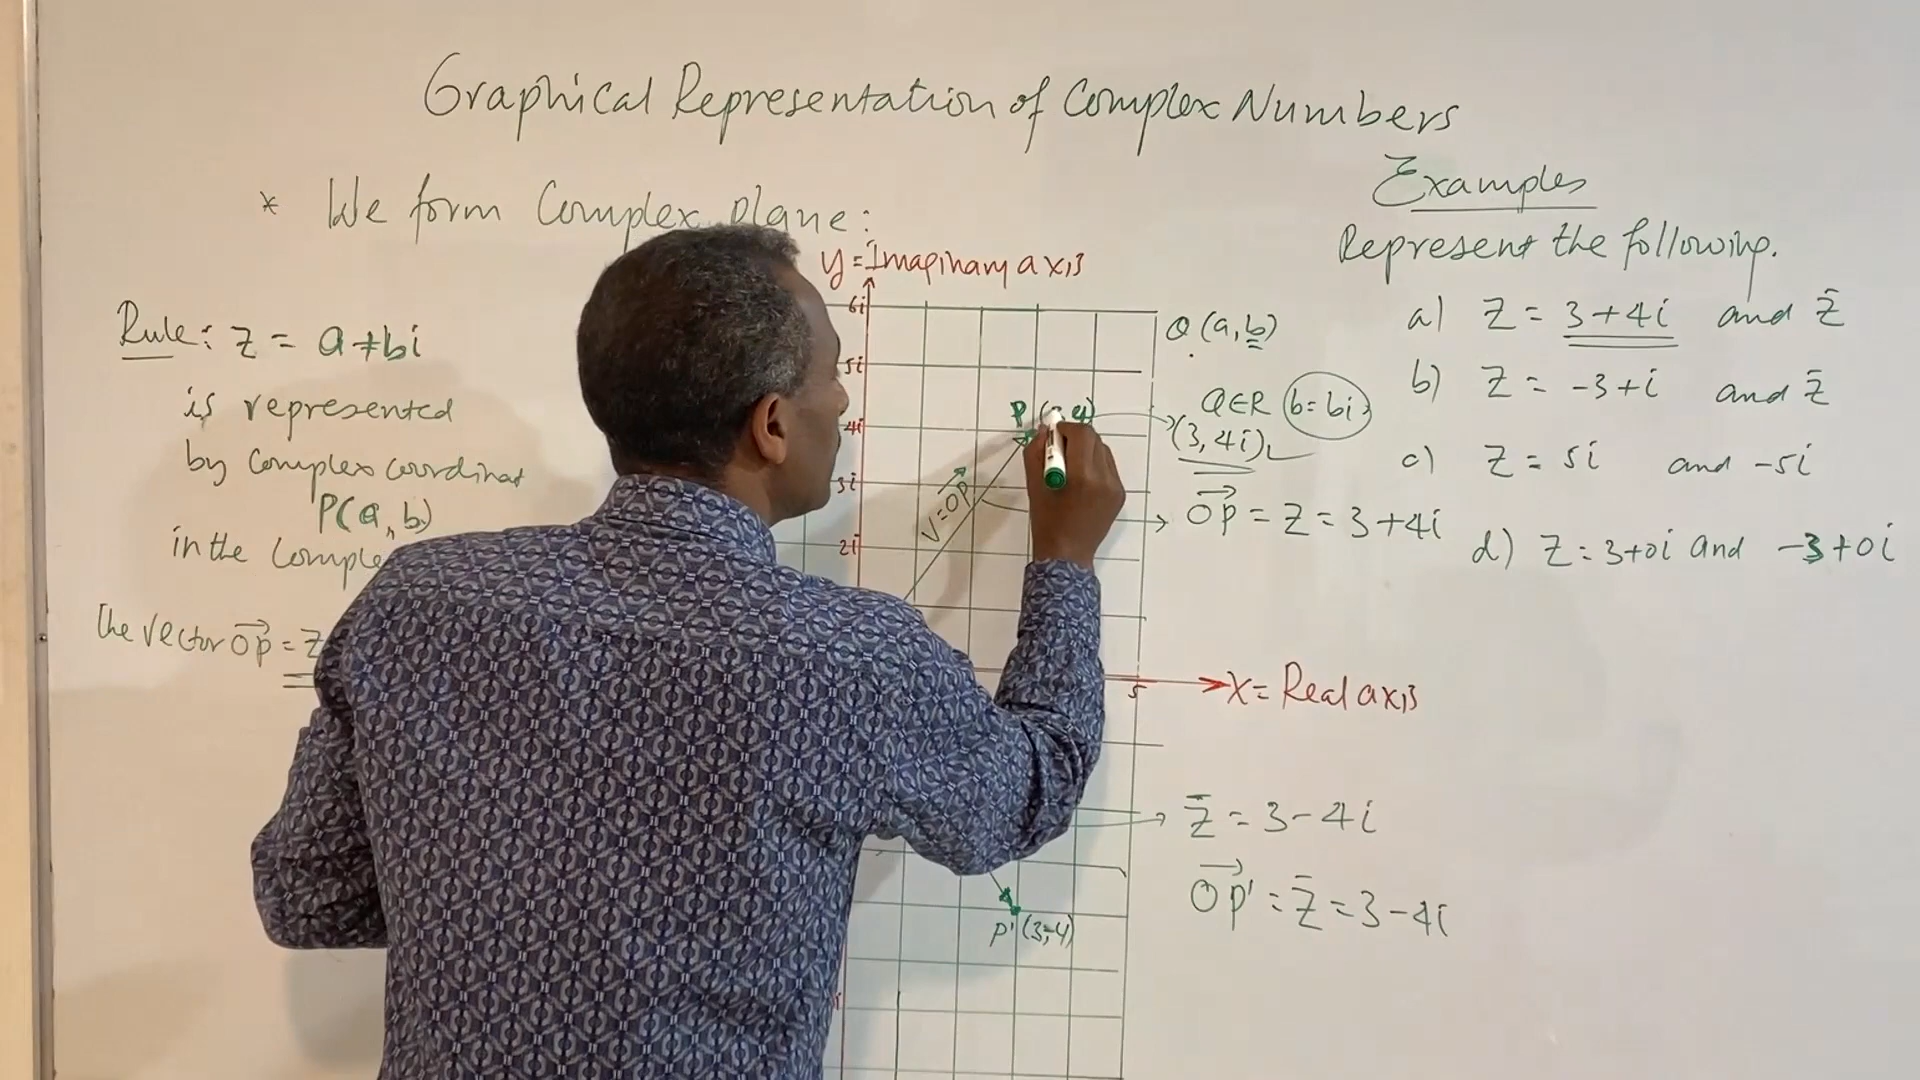 Graphical Representation of Complex Numbers
* We form Complex plane:
Rule: z = a+bi
is represented
by Complex Coordinat
P(a, b)
in the Comple
The vector OP = Z
y = Imaginary axis
6i
5i
4i
3i
2i
P
4)
V = OP
5
X = Real axis
P'(3,-4)
Q (a, b)
(b = bi)
(3, 4i)
OP = Z = 3+4i
Z̄ = 3-4i
OP' = Z̄ = 3-4i
Examples
Represent the following.
a) Z = 3+4i and Z̄
b) Z = -3+i and Z̄
c) Z = 5i and -5i
d) Z = 3+0i and -3+0i